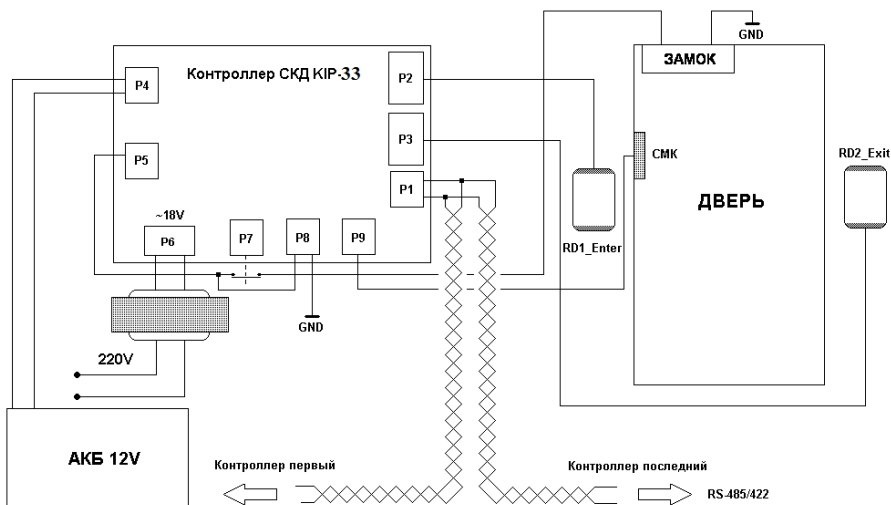 GND
ЗАМОК
Контроллер СКД KIP-33
P4
P2
P3
P5
СМК
RD2_Exit
P1
ДВЕРЬ
~18V
P6
P7
P8
P9
RD1_Enter
GND
220V
АКБ 12V
Контроллер первый
Контроллер последний
RS-485/422